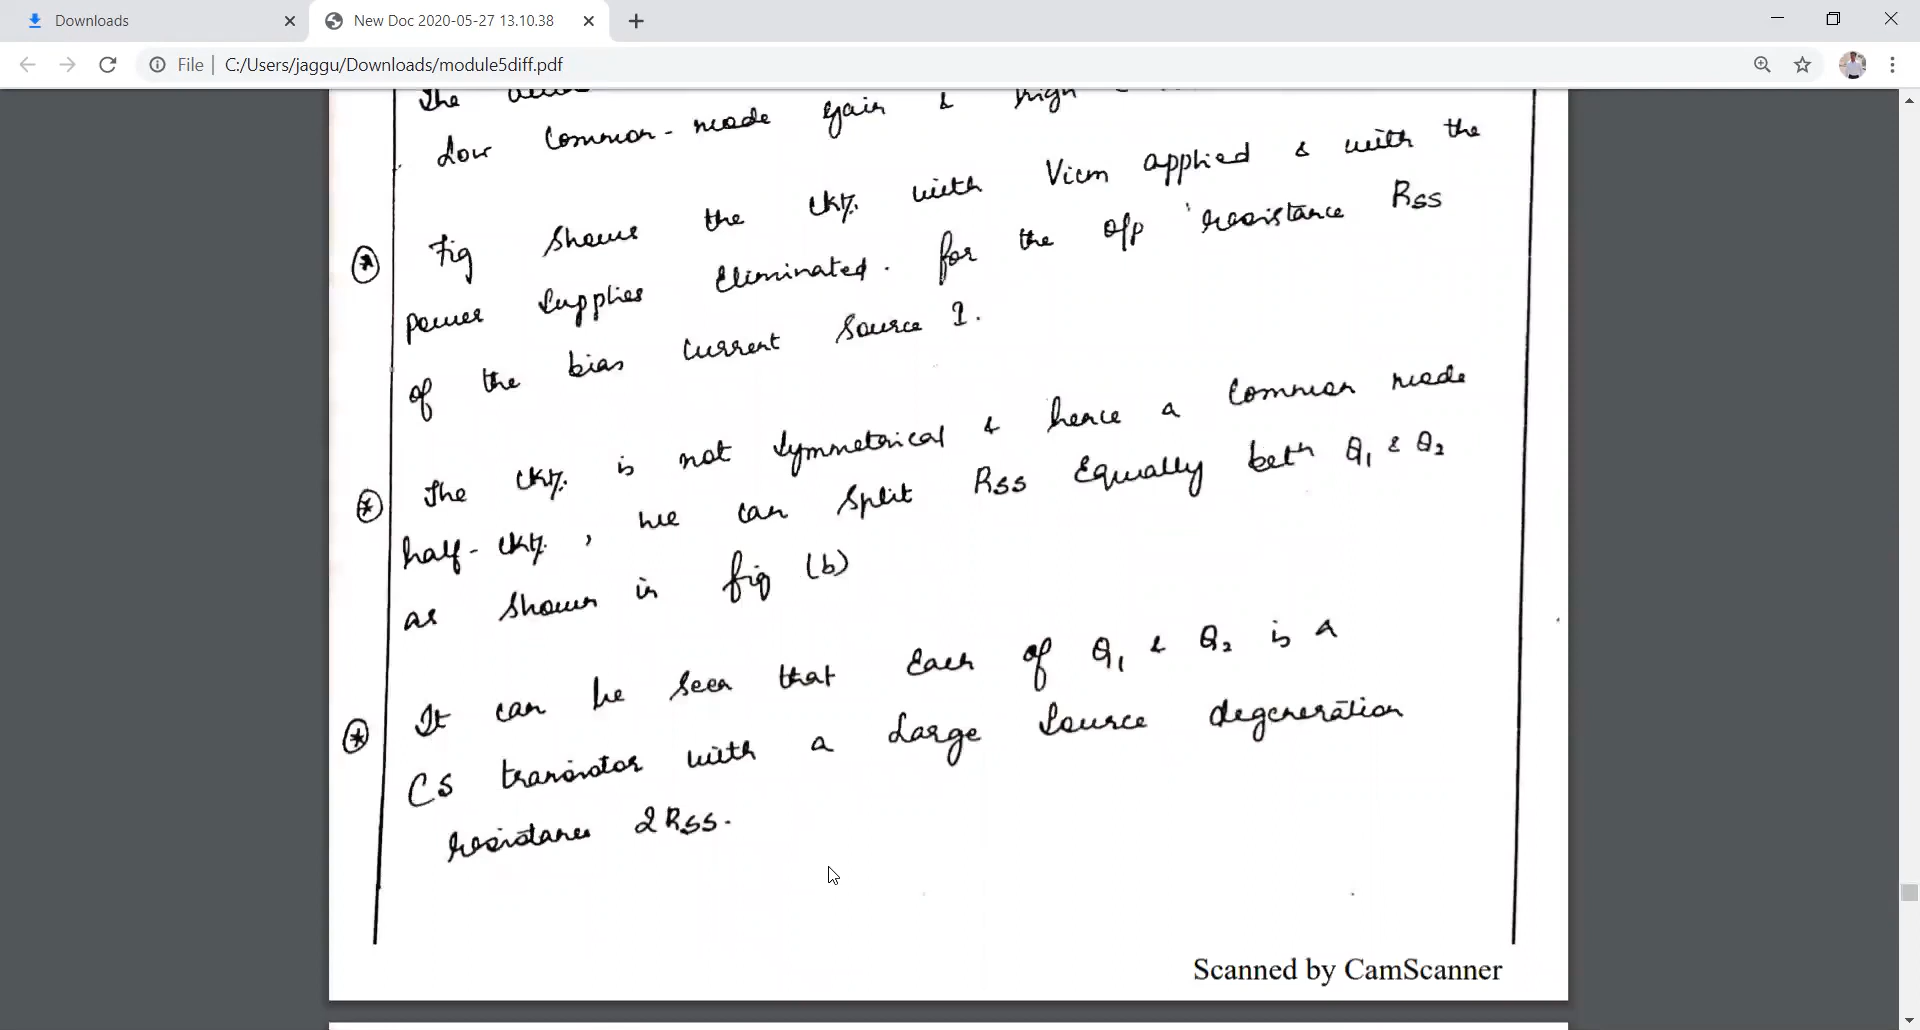 Downloads
New Doc 2020-05-27 13.10.38
File | C:/Users/jaggu/Downloads/module5diff.pdf
The
Low Common-mode gain & high
Fig shows the ckt. with Vicm applied & with the
power supplies Eliminated. for the o/p resistance RSS
of the bias current source I.
The ckt. is not symmetrical & hence a Common mode
half-ckt. , we can split RSS Equally betn Q1 & Q2
as shown in fig (b)
It can be seen that Each of Q1 & Q2 is a
CS transistor with a Large source degeneration
resistance 2RSS.
Scanned by CamScanner